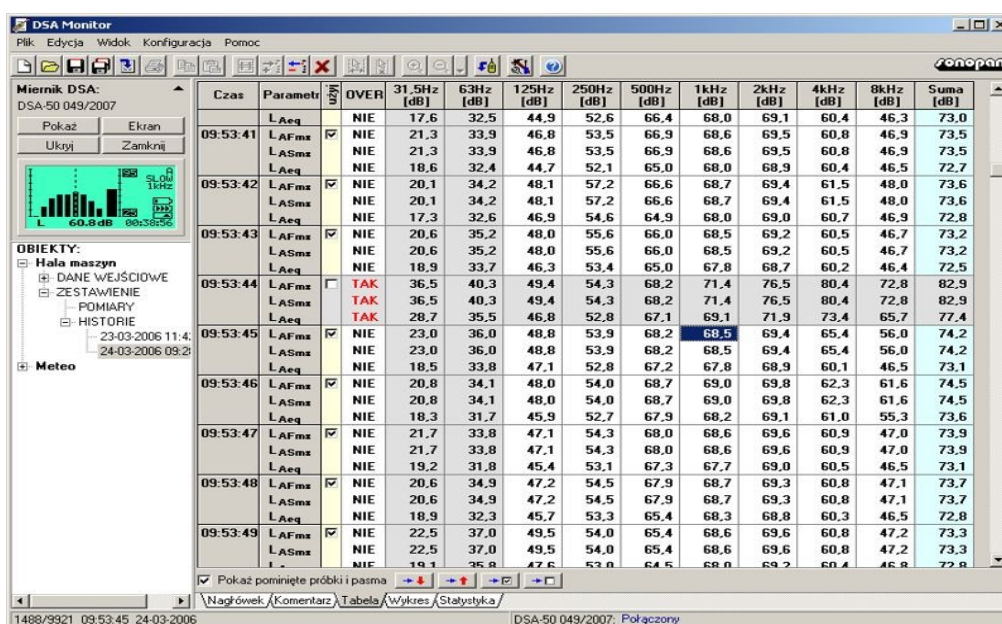 DSA Monitor
Plik Edycja Widok Konfiguracja Pomoc
sonopan
Miernik DSA:
DSA-50 049/2007
Pokaż Ekran
Ukryj Zamknij
SLOW A
1kHz
L 60.8 dB 00:38:56
OBIEKTY:
Hala maszyn
DANE WEJŚCIOWE
ZESTAWIENIE
POMIARY
HISTORIE
23-03-2006 11:4
24-03-2006 09:2
Meteo
Czas Parametr OVER 31,5Hz [dB] 63Hz [dB] 125Hz [dB] 250Hz [dB] 500Hz [dB] 1kHz [dB] 2kHz [dB] 4kHz [dB] 8kHz [dB] Suma [dB]
LAeq NIE 17,6 32,5 44,9 52,6 66,4 68,0 69,1 60,4 46,3 73,0
09:53:41 LAFmx NIE 21,3 33,9 46,8 53,5 66,9 68,6 69,5 60,8 46,9 73,5
LASmx NIE 21,3 33,9 46,8 53,5 66,9 68,6 69,5 60,8 46,9 73,5
LAeq NIE 18,6 32,4 44,7 52,1 65,0 68,0 68,9 60,4 46,5 72,7
09:53:42 LAFmx NIE 20,1 34,2 48,1 57,2 66,6 68,7 69,4 61,5 48,0 73,6
LASmx NIE 20,1 34,2 48,1 57,2 66,6 68,7 69,4 61,5 48,0 73,6
LAeq NIE 17,3 32,6 46,9 54,6 64,9 68,0 69,0 60,7 46,9 72,8
09:53:43 LAFmx NIE 20,6 35,2 48,0 55,6 66,0 68,5 69,2 60,5 46,7 73,2
LASmx NIE 20,6 35,2 48,0 55,6 66,0 68,5 69,2 60,5 46,7 73,2
LAeq NIE 18,9 33,7 46,3 53,4 65,0 67,8 68,7 60,2 46,4 72,5
09:53:44 LAFmx TAK 36,5 40,3 49,4 54,3 68,2 71,4 76,5 80,4 72,8 82,9
LASmx TAK 36,5 40,3 49,4 54,3 68,2 71,4 76,5 80,4 72,8 82,9
LAeq TAK 28,7 35,5 46,8 52,8 67,1 69,1 71,9 73,4 65,7 77,4
09:53:45 LAFmx NIE 23,0 36,0 48,8 53,9 68,2 68,5 69,4 65,4 56,0 74,2
LASmx NIE 23,0 36,0 48,8 53,9 68,2 68,5 69,4 65,4 56,0 74,2
LAeq NIE 18,5 33,8 47,1 52,8 67,2 67,8 68,9 60,1 46,5 73,1
09:53:46 LAFmx NIE 20,8 34,1 48,0 54,0 68,7 69,0 69,8 62,3 61,6 74,5
LASmx NIE 20,8 34,1 48,0 54,0 68,7 69,0 69,8 62,3 61,6 74,5
LAeq NIE 18,3 31,7 45,9 52,7 67,9 68,2 69,1 61,0 55,3 73,6
09:53:47 LAFmx NIE 21,7 33,8 47,1 54,3 68,0 68,6 69,6 60,9 47,0 73,9
LASmx NIE 21,7 33,8 47,1 54,3 68,0 68,6 69,6 60,9 47,0 73,9
LAeq NIE 19,2 31,8 45,4 53,1 67,3 67,7 69,0 60,5 46,5 73,1
09:53:48 LAFmx NIE 20,6 34,9 47,2 54,5 67,9 68,7 69,3 60,8 47,1 73,7
LASmx NIE 20,6 34,9 47,2 54,5 67,9 68,7 69,3 60,8 47,1 73,7
LAeq NIE 18,9 32,3 45,7 53,3 65,4 68,3 68,8 60,3 46,5 72,8
09:53:49 LAFmx NIE 22,5 37,0 49,5 54,0 65,4 68,6 69,6 60,8 47,2 73,3
LASmx NIE 22,5 37,0 49,5 54,0 65,4 68,6 69,6 60,8 47,2 73,3
NIE 19,1 35,8 47,6 53,0 64,5 68,0 69,2 60,4 46,8 72,8
Pokaż pominięte próbki i pasma
Nagłówek Komentarz Tabela Wykres Statystyka
1488/9921 09:53:45 24-03-2006 DSA-50 049/2007: Połączony